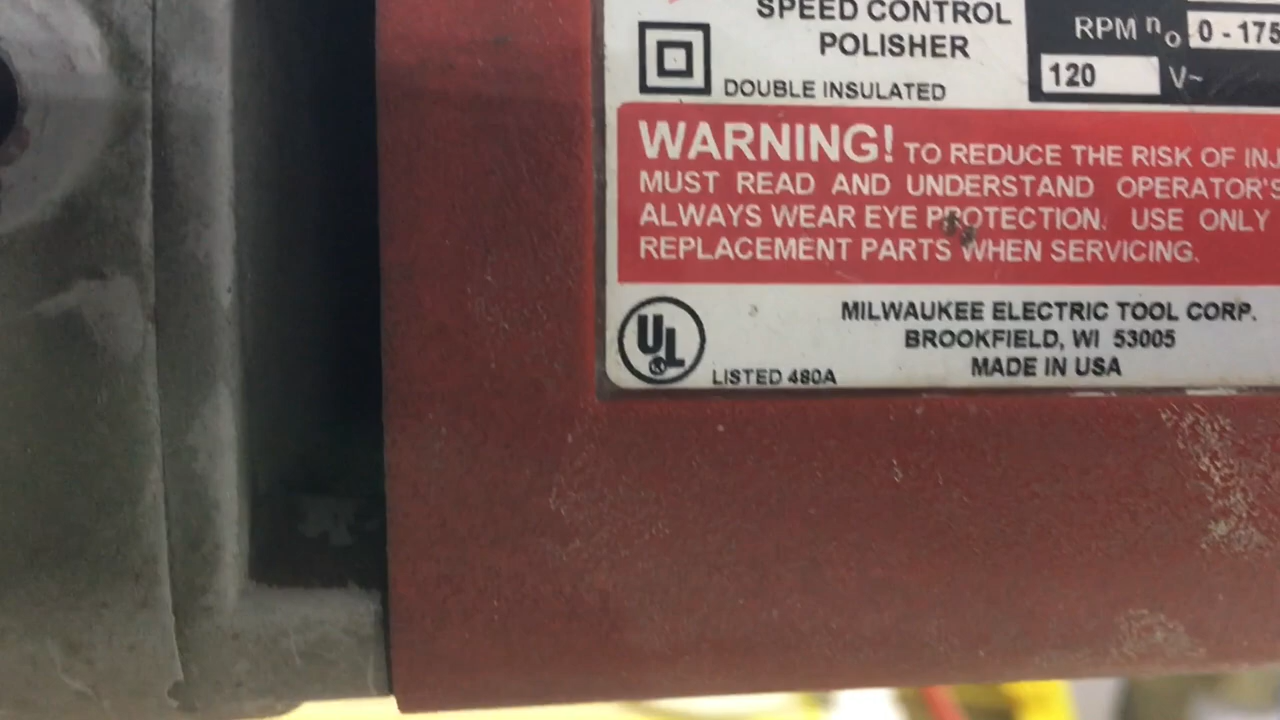 SPEED CONTROL
POLISHER
DOUBLE INSULATED
RPM no 0 - 175
120 V~
WARNING! TO REDUCE THE RISK OF INJ
MUST READ AND UNDERSTAND OPERATOR'S
ALWAYS WEAR EYE PROTECTION. USE ONLY
REPLACEMENT PARTS WHEN SERVICING.
UL®
LISTED 480A
MILWAUKEE ELECTRIC TOOL CORP.
BROOKFIELD, WI 53005
MADE IN USA